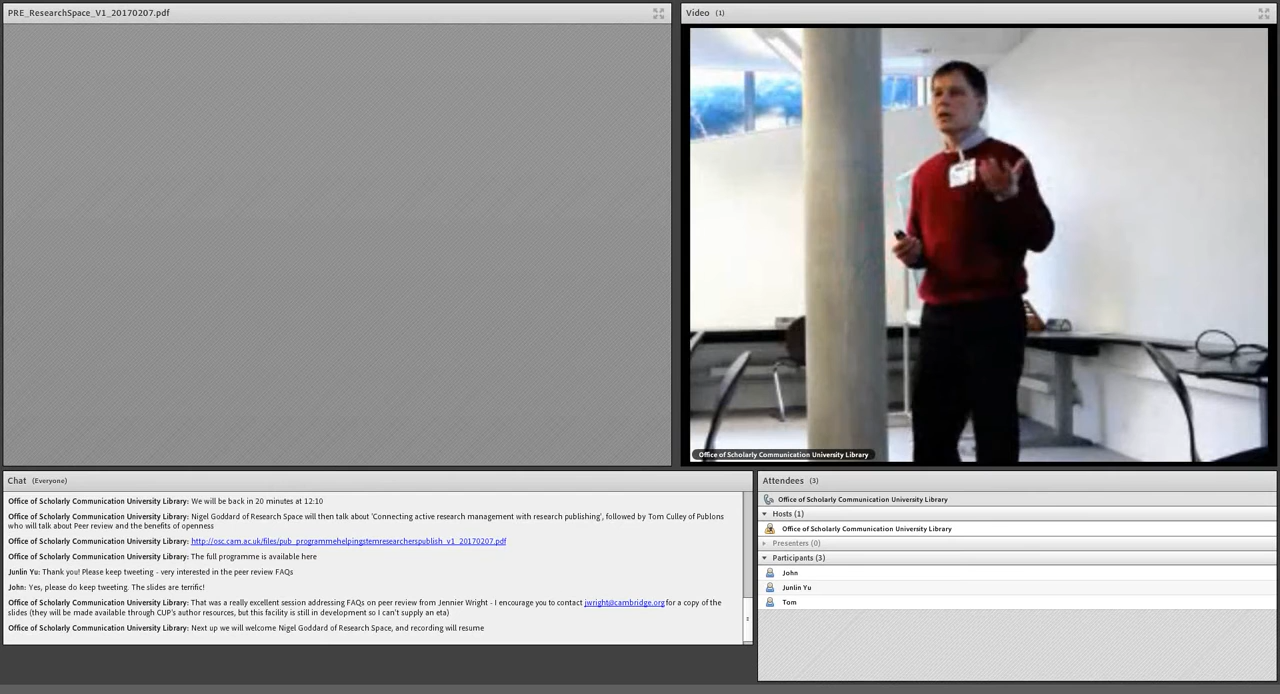 PRE_ResearchSpace_V1_20170207.pdf
Video (1)
Office of Scholarly Communication University Library
Chat (Everyone)
Office of Scholarly Communication University Library: We will be back in 20 minutes at 12:10
Office of Scholarly Communication University Library: Nigel Goddard of Research Space will then talk about 'Connecting active research management with research publishing', followed by Tom Culley of Publons
who will talk about Peer review and the benefits of openness
Office of Scholarly Communication University Library: http://osc.cam.ac.uk/files/pub_programmehelpingstemresearcherspublish_v1_20170207.pdf
Office of Scholarly Communication University Library: The full programme is available here
Junlin Yu: Thank you! Please keep tweeting - very interested in the peer review FAQs
John: Yes, please do keep tweeting. The slides are terrific!
Office of Scholarly Communication University Library: That was a really excellent session addressing FAQs on peer review from Jennier Wright - I encourage you to contact jwright@cambridge.org for a copy of the
slides (they will be made available through CUP's author resources, but this facility is still in development so I can't supply an eta)
Office of Scholarly Communication University Library: Next up we will welcome Nigel Goddard of Research Space, and recording will resume
Attendees (3)
Office of Scholarly Communication University Library
Hosts (1)
Office of Scholarly Communication University Library
Presenters (0)
Participants (3)
John
Junlin Yu
Tom